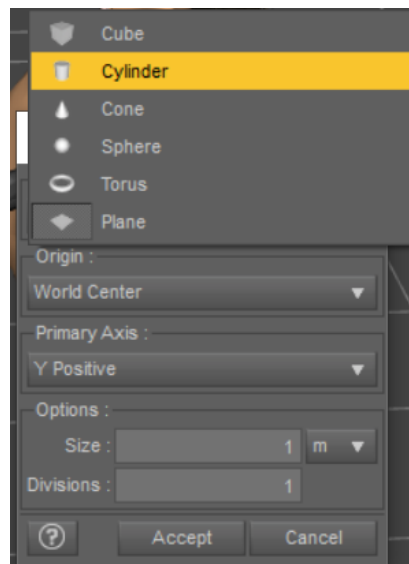 Cube
Cylinder
Cone
Sphere
Torus
Plane
Origin :
World Center
Primary Axis :
Y Positive
Options :
Size : 1 m
Divisions : 1
? Accept Cancel